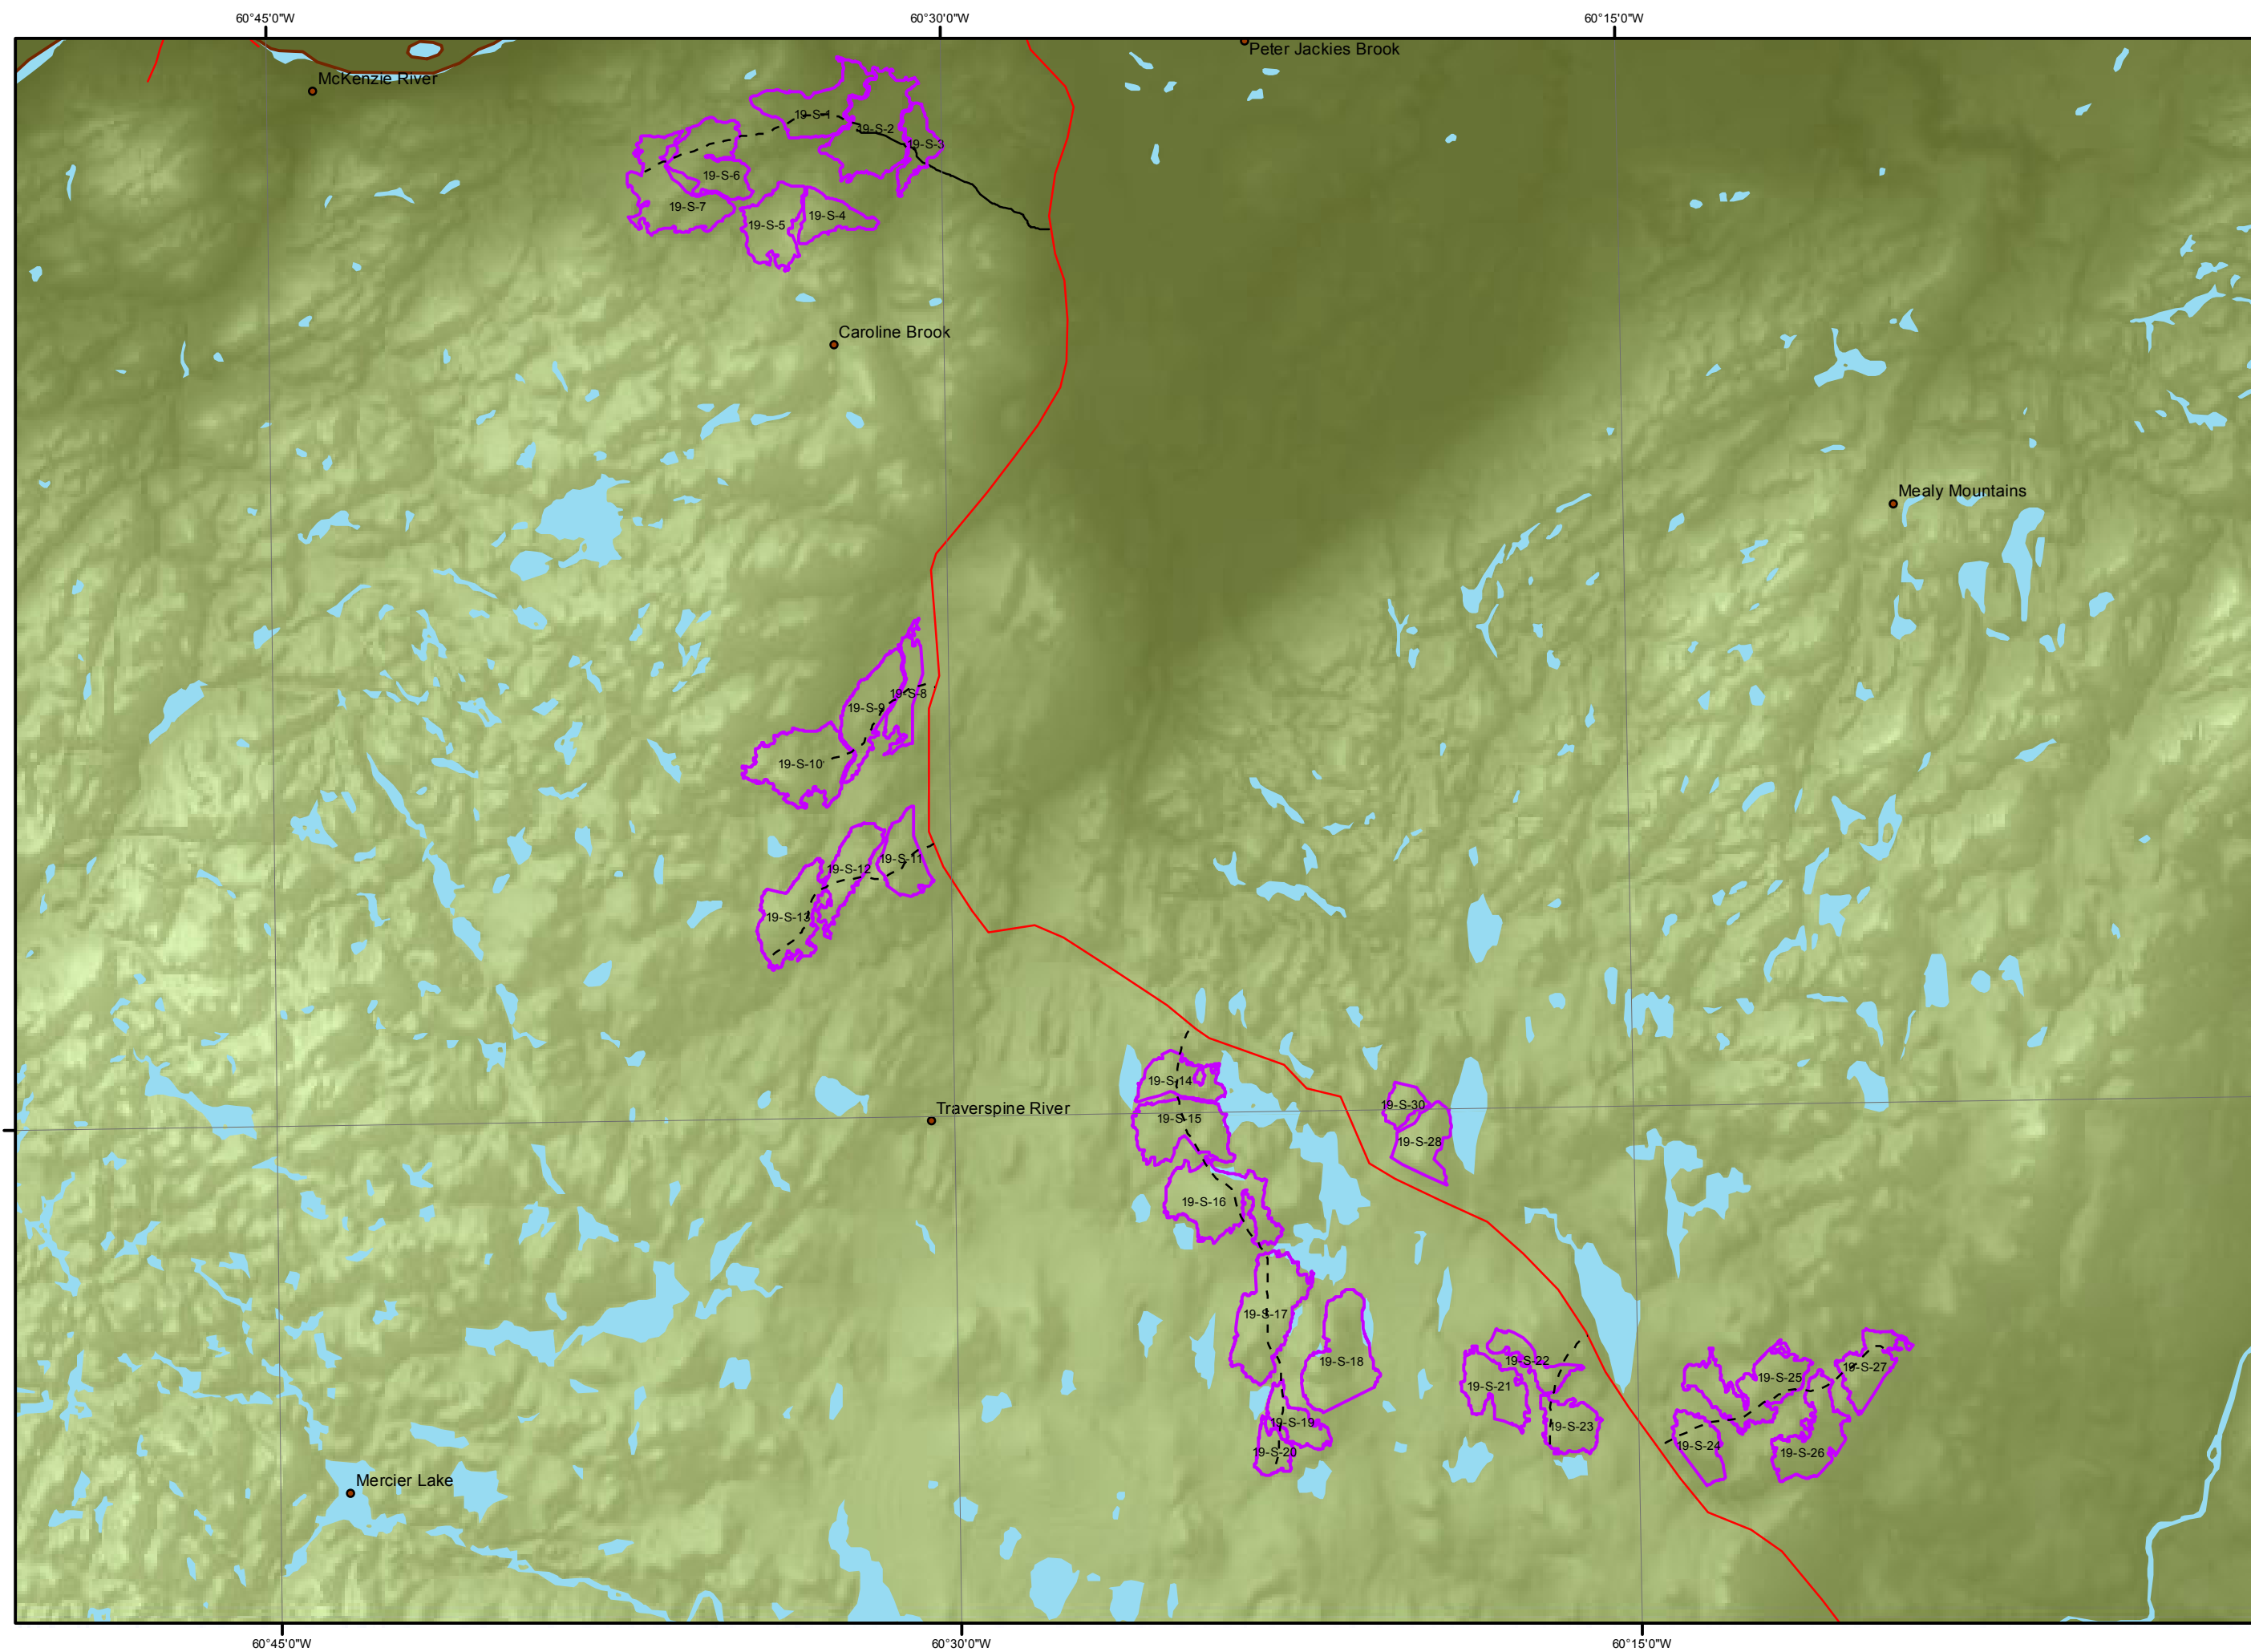 60°45'0"W
60°30'0"W
60°15'0"W
Peter Jackies Brook
McKenzie River
19-S-1
19-S-2
19-S-3
19-S-6
19-S-7
19-S-4
19-S-5
Caroline Brook
Mealy Mountains
19-S-8
19-S-9
19-S-10
19-S-11
19-S-12
19-S-13
19-S-14
19-S-30
Traverspine River
19-S-15
19-S-28
19-S-16
19-S-17
19-S-18
19-S-22
19-S-27
19-S-25
19-S-21
19-S-19
19-S-23
19-S-24
19-S-20
19-S-26
Mercier Lake
60°45'0"W
60°30'0"W
60°15'0"W